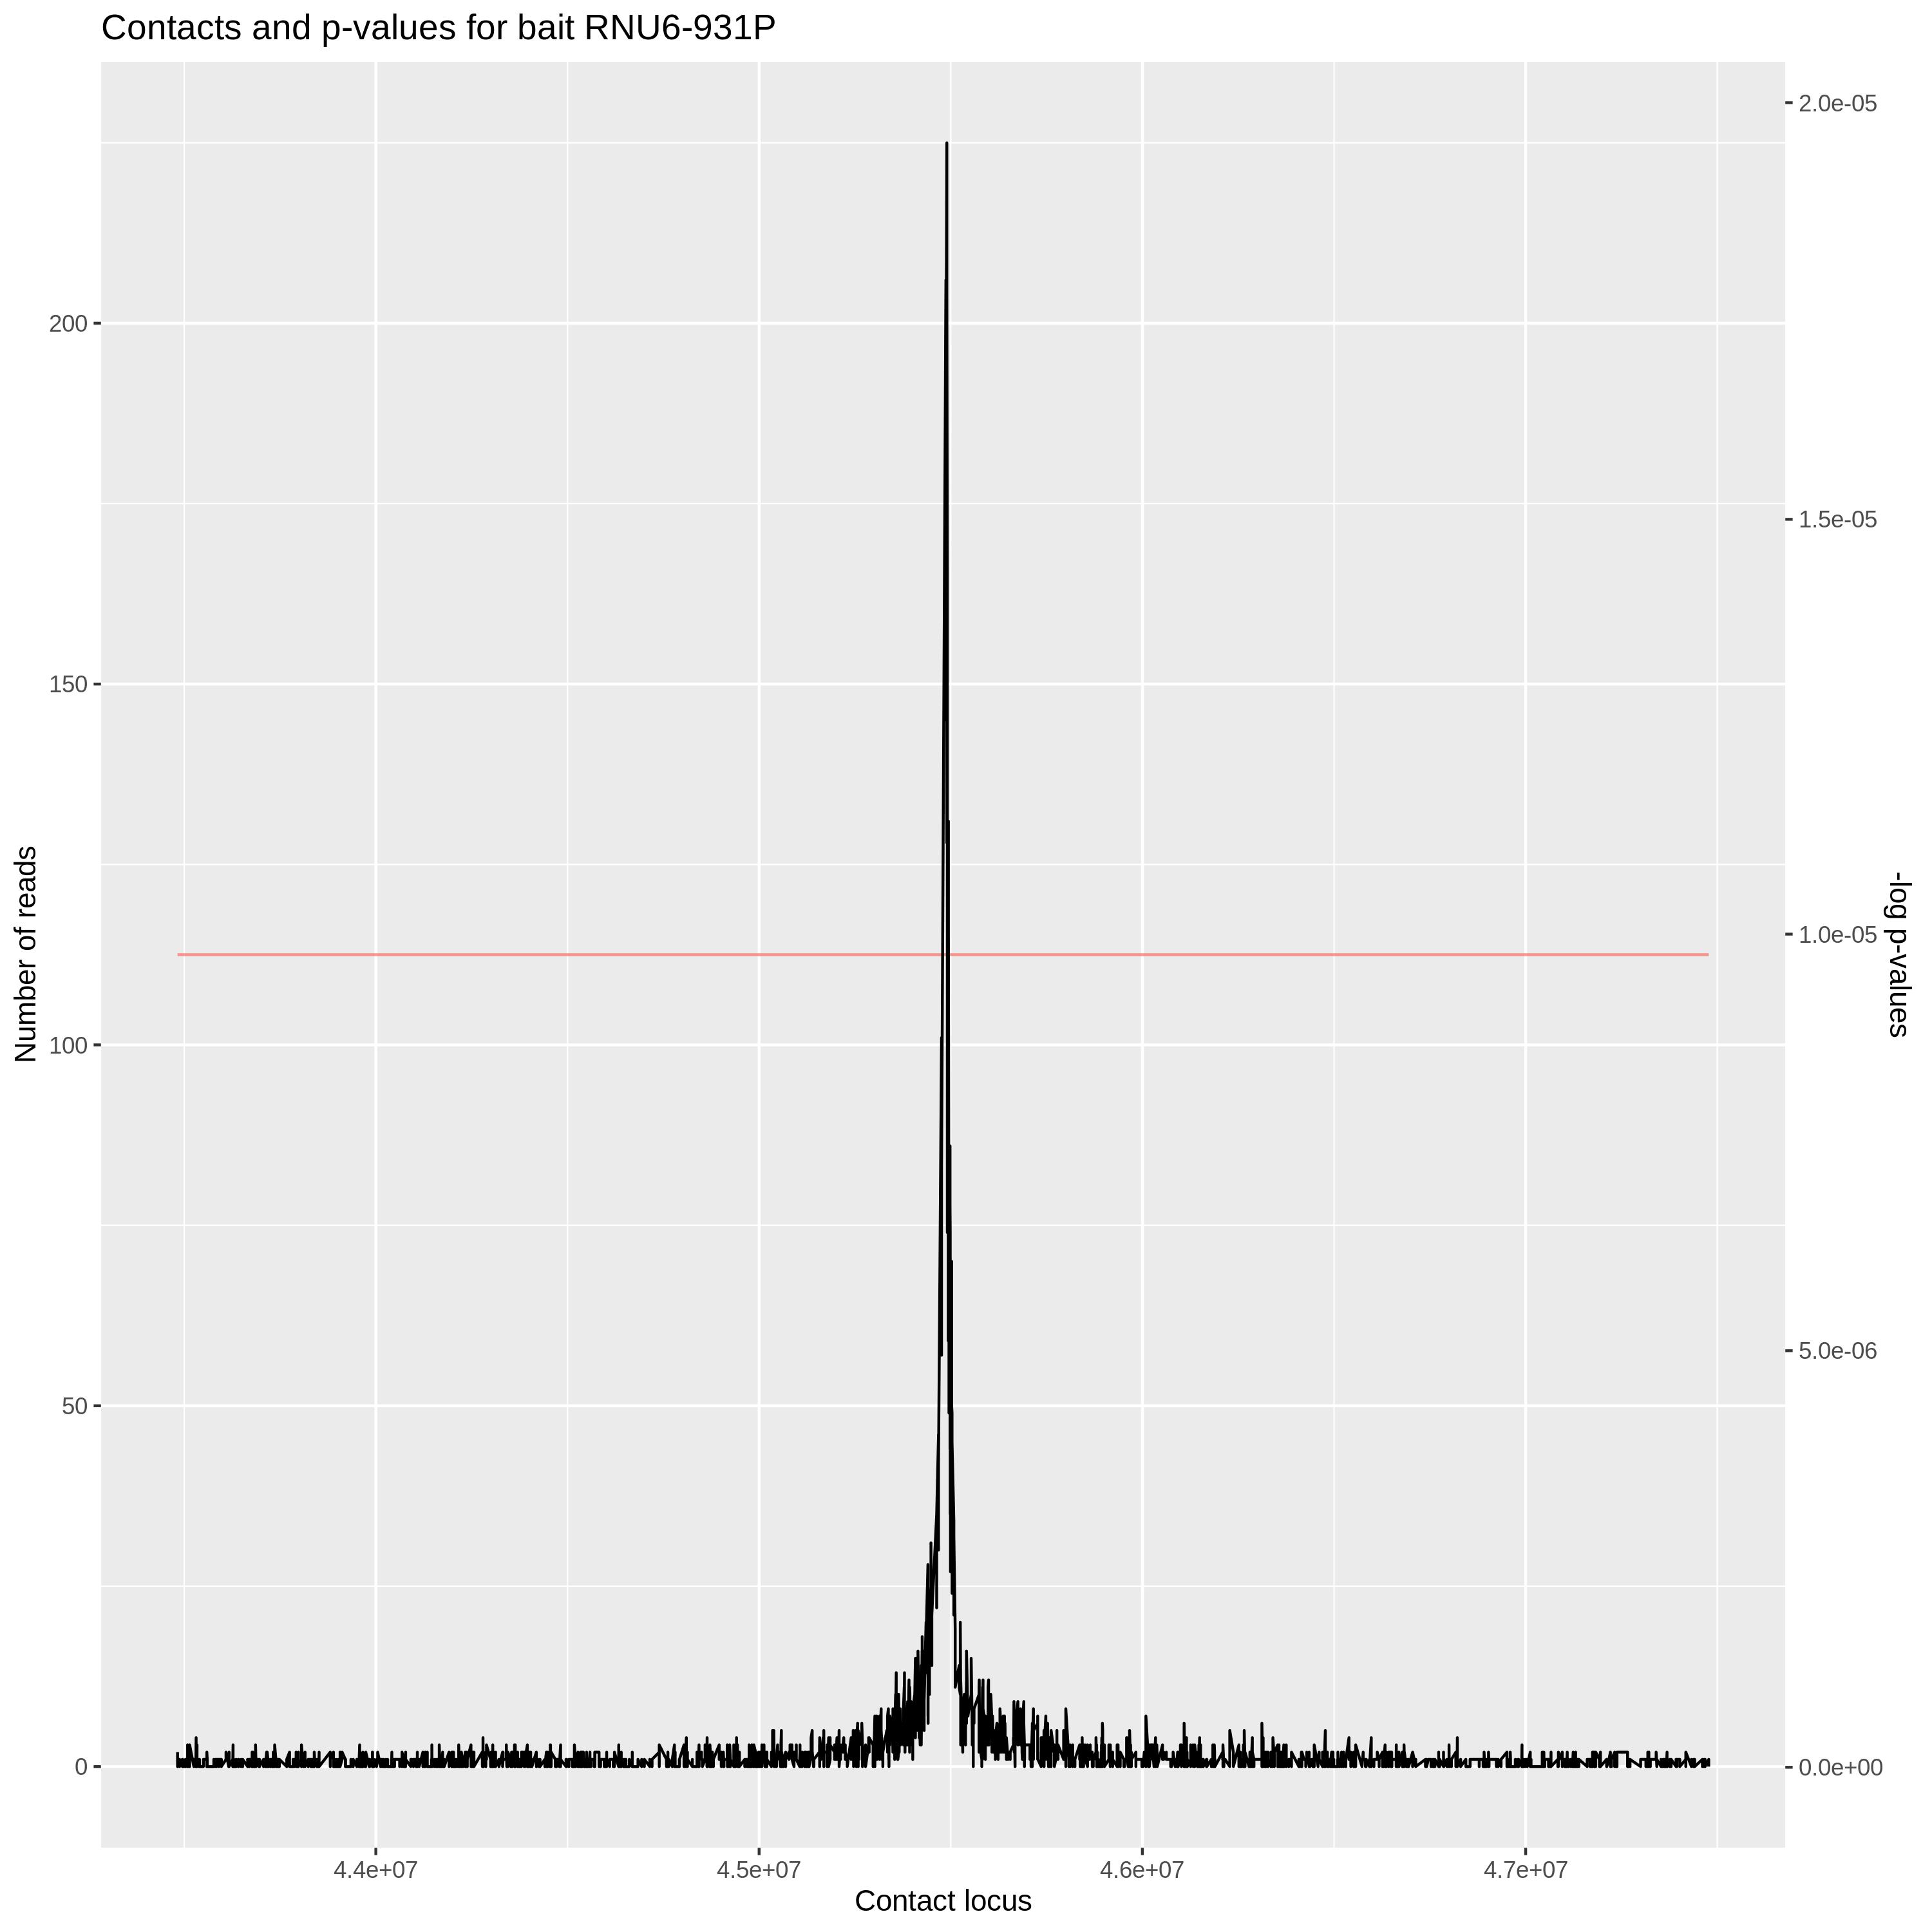 Contacts and p-values for bait RNU6-931P
Number of reads
200
150
100
50
0
2.0e-05
1.5e-05
1.0e-05
5.0e-06
0.0e+00
-log p-values
4.4e+07
4.5e+07
4.6e+07
4.7e+07
Contact locus